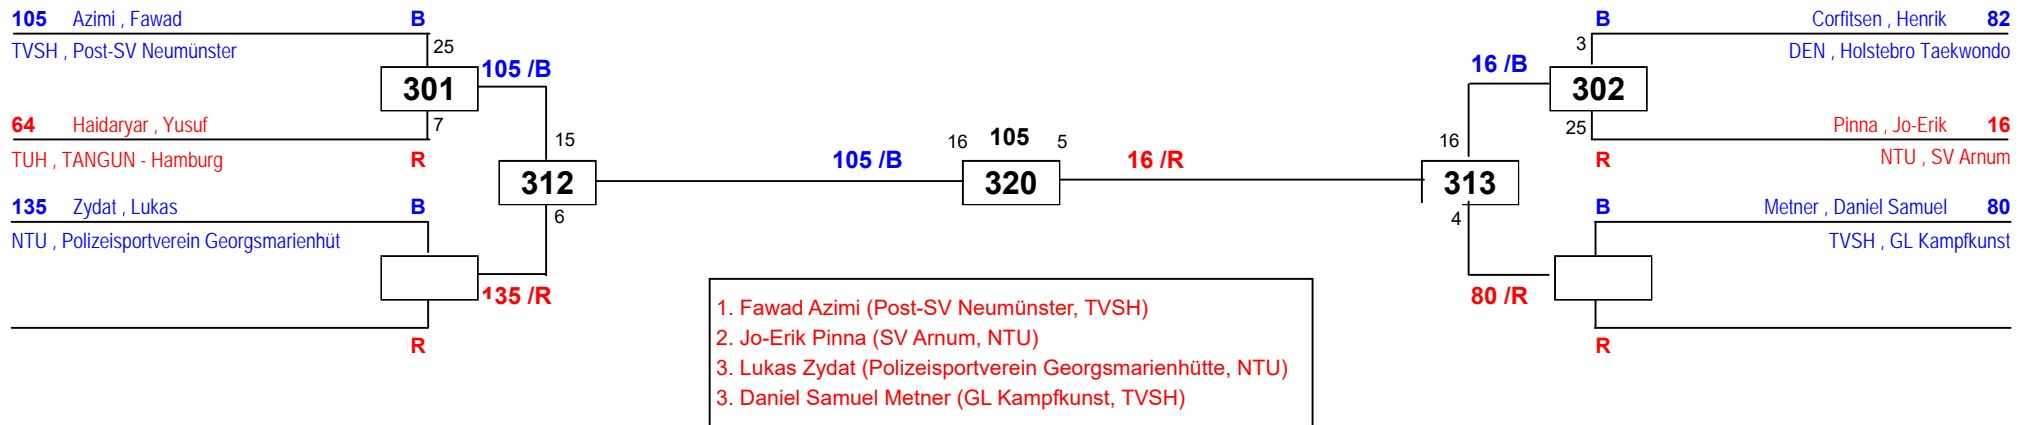 105 Azimi , Fawad B
TVSH , Post-SV Neumünster
25
301
105 /B
7
64 Haidaryar , Yusuf
TUH , TANGUN - Hamburg R
135 Zydat , Lukas B
NTU , Polizeisportverein Georgsmarienhüt
135 /R
R
15
312
6
105 /B
16 105 5
320
16 /R
16
313
4
16 /B
80 /R
B Corfitsen , Henrik 82
DEN , Holstebro Taekwondo
3
302
25
Pinna , Jo-Erik 16
R NTU , SV Arnum
B Metner , Daniel Samuel 80
TVSH , GL Kampfkunst
R
1. Fawad Azimi (Post-SV Neumünster, TVSH)
2. Jo-Erik Pinna (SV Arnum, NTU)
3. Lukas Zydat (Polizeisportverein Georgsmarienhütte, NTU)
3. Daniel Samuel Metner (GL Kampfkunst, TVSH)